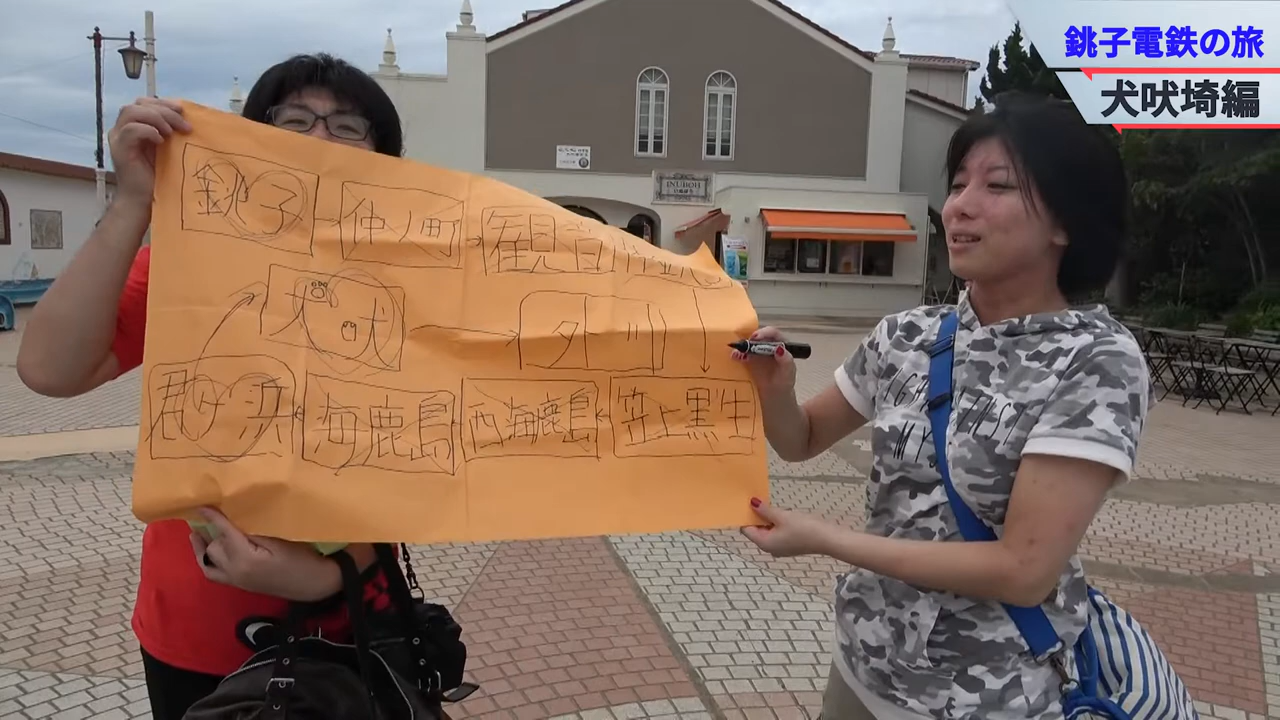 銚子電鉄の旅
犬吠埼編
銚子 仲ノ町 観音
犬吠 外川
君ヶ浜 海鹿島 西海鹿島 笠上黒生
INUBOH